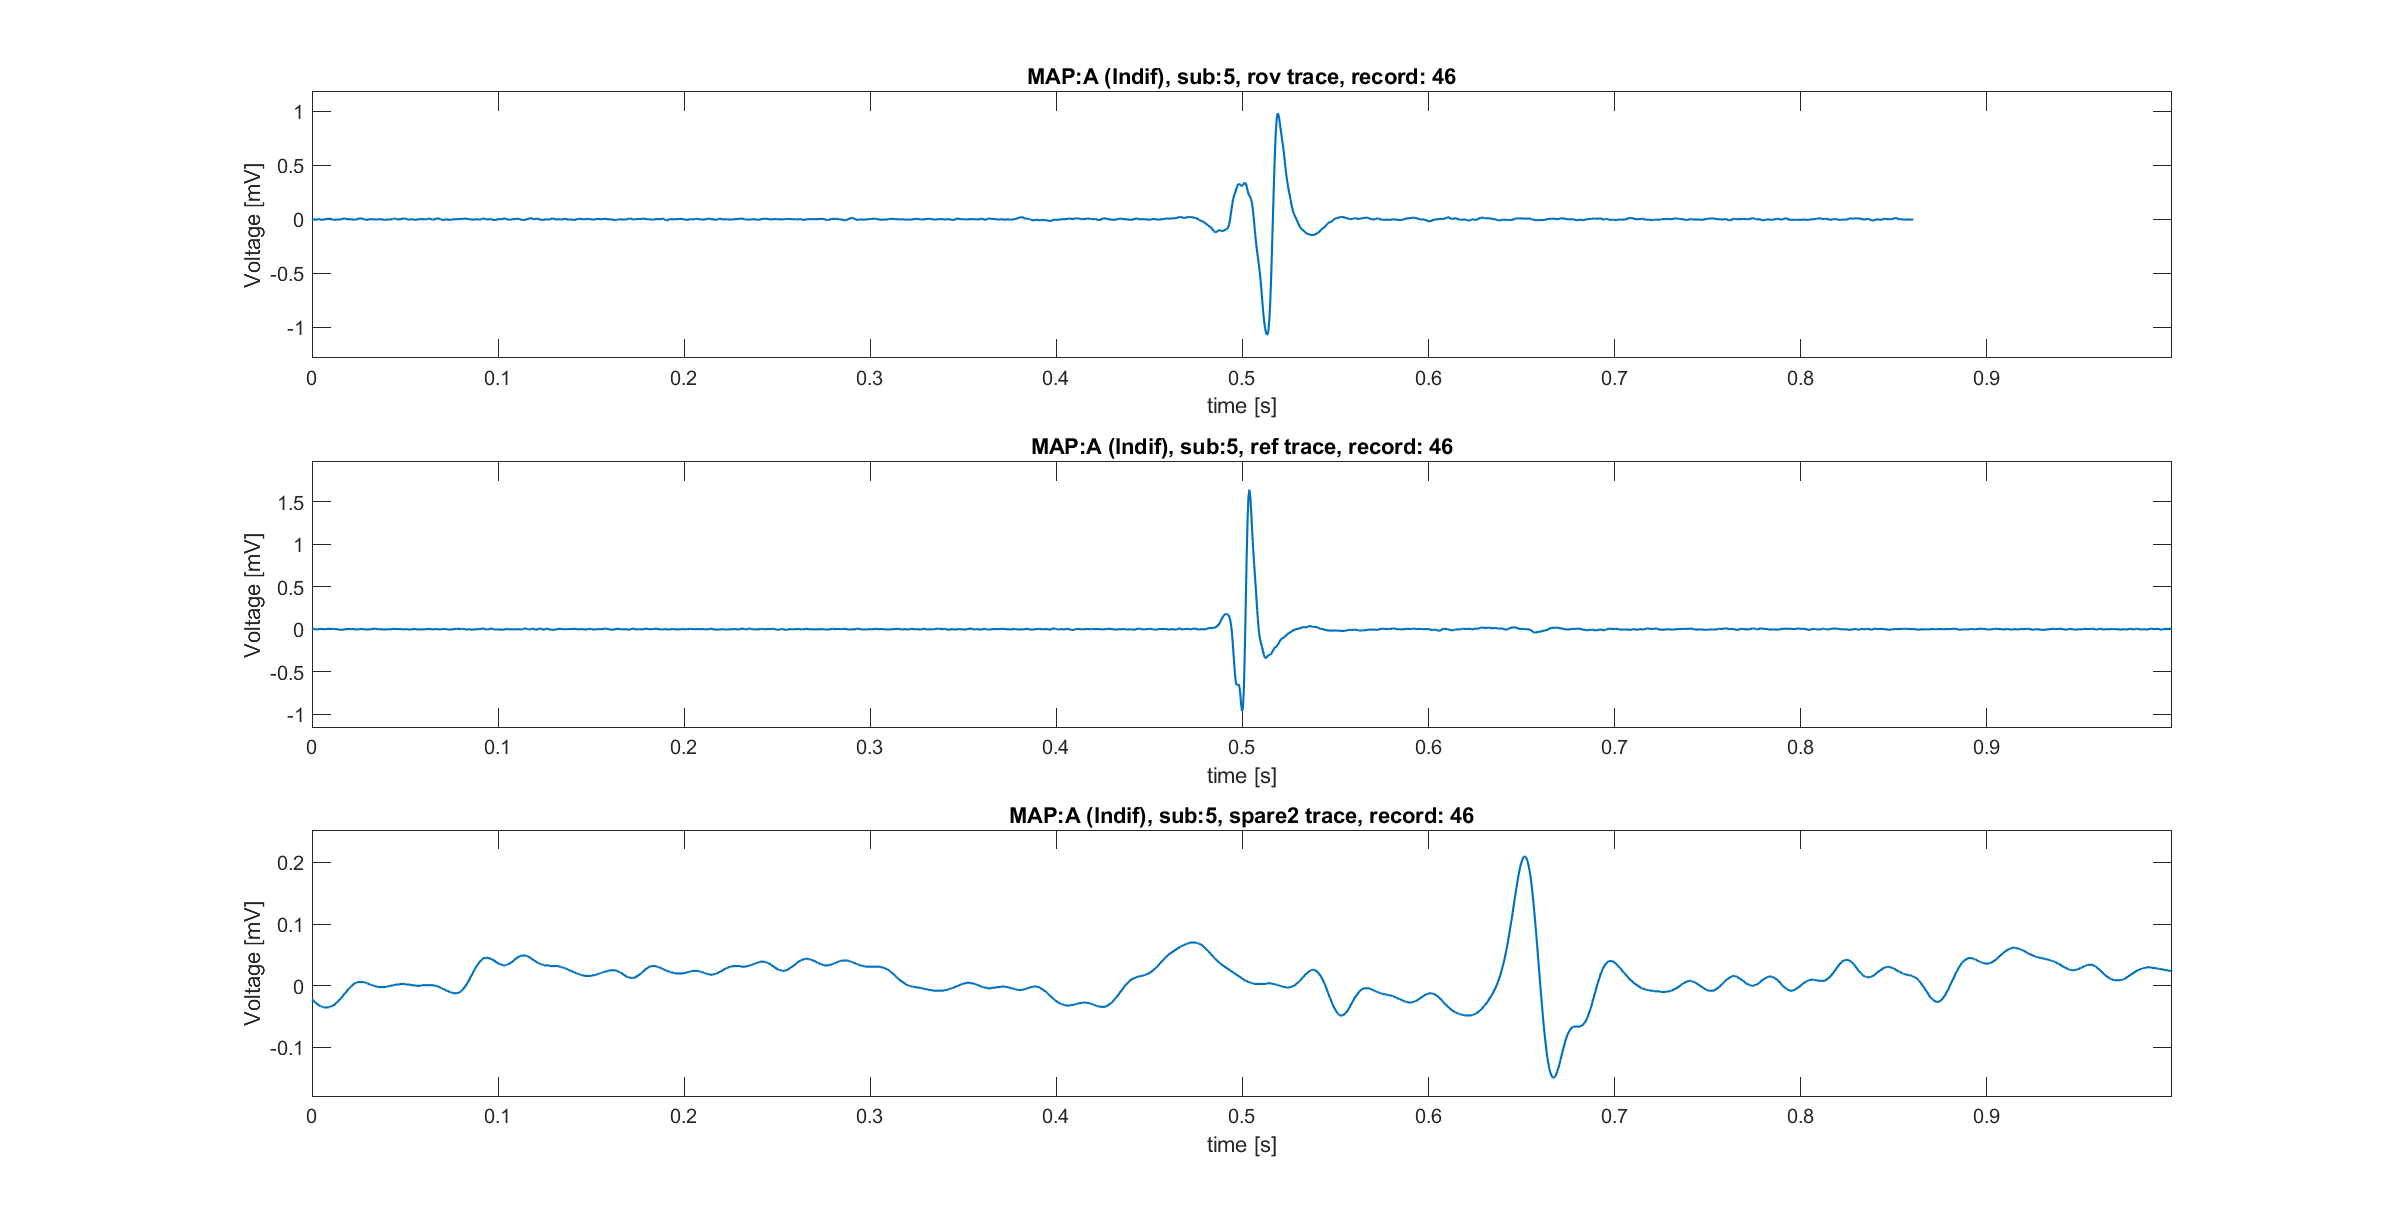 MAP:A (Indif), sub:5, rov trace, record: 46
Voltage [mV]
1
0.5
0
-0.5
-1
0 0.1 0.2 0.3 0.4 0.5 0.6 0.7 0.8 0.9
time [s]
MAP:A (Indif), sub:5, ref trace, record: 46
Voltage [mV]
1.5
1
0.5
0
-0.5
-1
0 0.1 0.2 0.3 0.4 0.5 0.6 0.7 0.8 0.9
time [s]
MAP:A (Indif), sub:5, spare2 trace, record: 46
Voltage [mV]
0.2
0.1
0
-0.1
0 0.1 0.2 0.3 0.4 0.5 0.6 0.7 0.8 0.9
time [s]